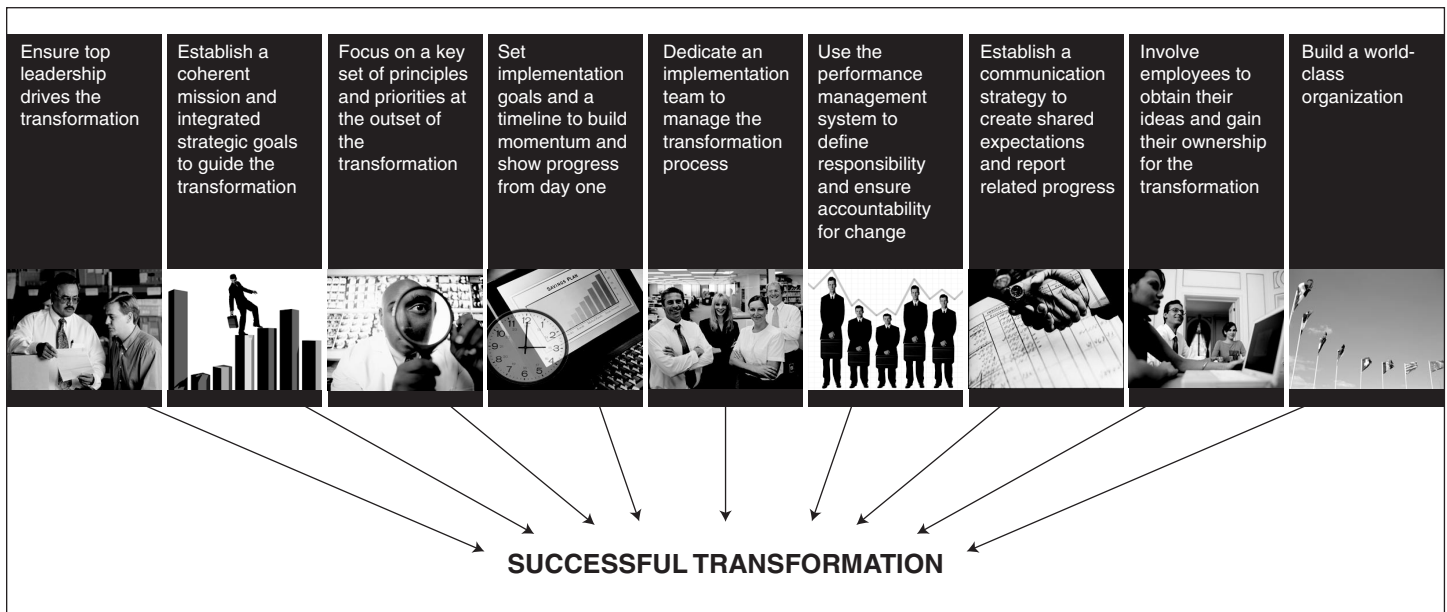 Ensure top
leadership
drives the
transformation
Establish a
coherent
mission and
integrated
strategic goals
to guide the
transformation
Focus on a key
set of principles
and priorities at
the outset of
the
transformation
Set
implementation
goals and a
timeline to build
momentum and
show progress
from day one
Dedicate an
implementation
team to
manage the
transformation
process
Use the
performance
management
system to
define
responsibility
and ensure
accountability
for change
Establish a
communication
strategy to
create shared
expectations
and report
related progress
Involve
employees to
obtain their
ideas and gain
their ownership
for the
transformation
Build a world-
class
organization
SAVINGS PLAN
SUCCESSFUL TRANSFORMATION